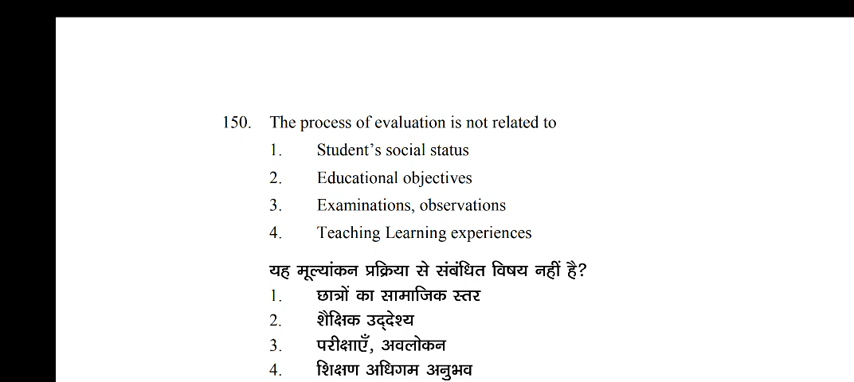 150. The process of evaluation is not related to
1. Student's social status
2. Educational objectives
3. Examinations, observations
4. Teaching Learning experiences
यह मूल्यांकन प्रक्रिया से संबंधित विषय नहीं है?
1. छात्रों का सामाजिक स्तर
2. शैक्षिक उद्देश्य
3. परीक्षाएँ, अवलोकन
4. शिक्षण अधिगम अनुभव